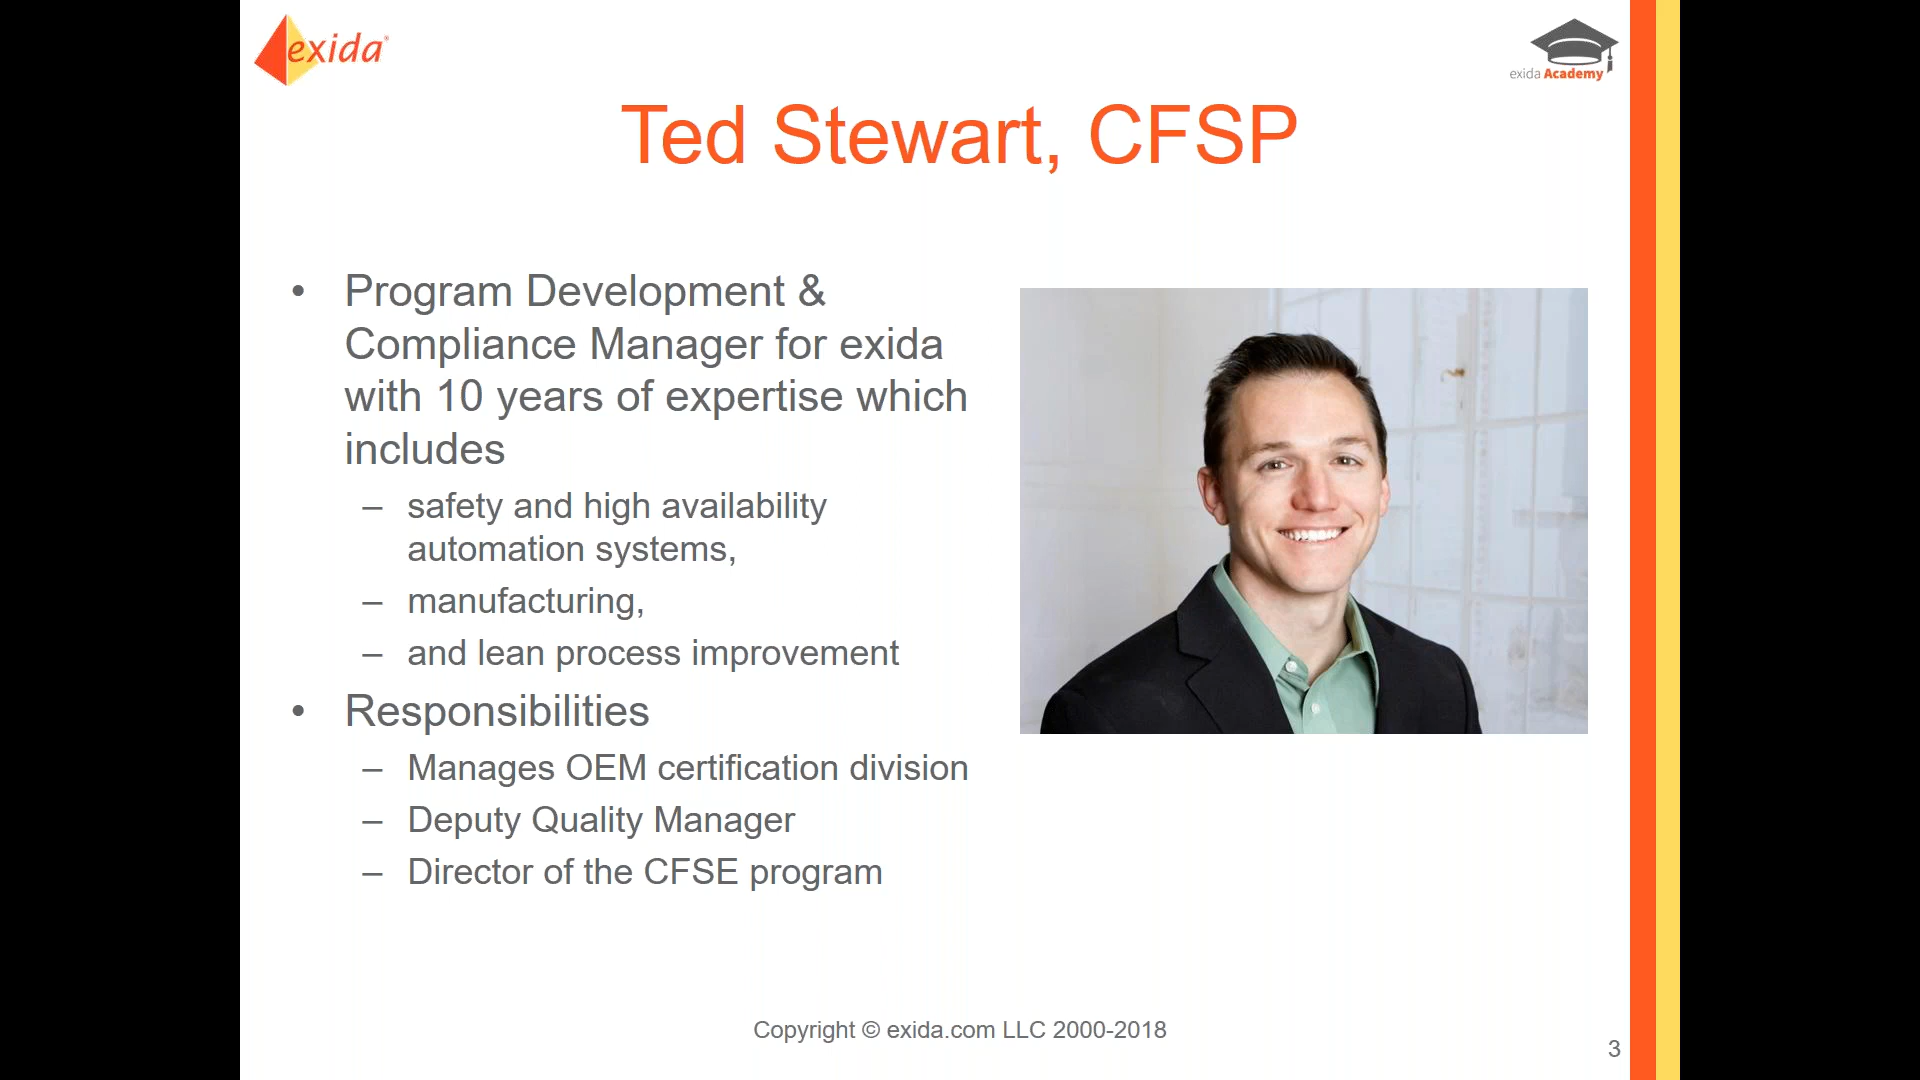 exida®
exida Academy
Ted Stewart, CFSP
• Program Development &
Compliance Manager for exida
with 10 years of expertise which
includes
– safety and high availability
automation systems,
– manufacturing,
– and lean process improvement
• Responsibilities
– Manages OEM certification division
– Deputy Quality Manager
– Director of the CFSE program
Copyright © exida.com LLC 2000-2018
3